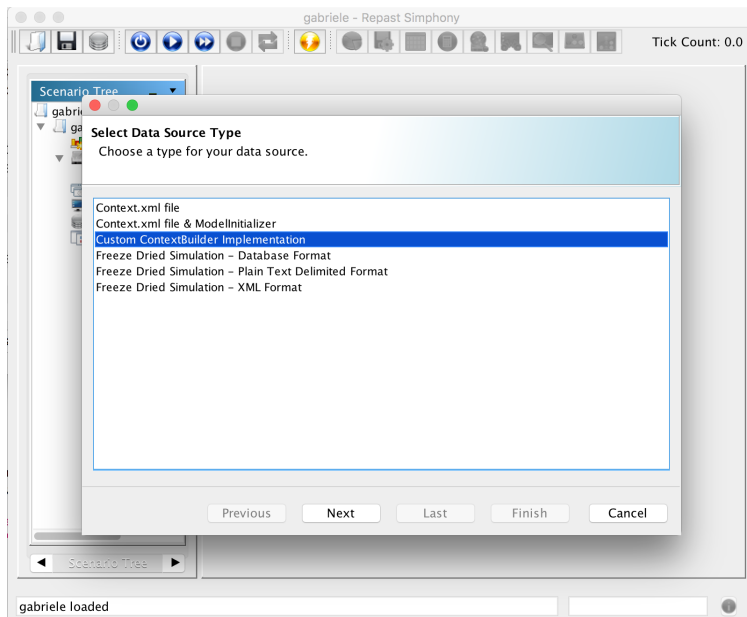 gabriele - Repast Simphony
Tick Count: 0.0
Scenario Tree
gabri
ga
Select Data Source Type
Choose a type for your data source.
Context.xml file
Context.xml file & ModelInitializer
Custom ContextBuilder Implementation
Freeze Dried Simulation - Database Format
Freeze Dried Simulation - Plain Text Delimited Format
Freeze Dried Simulation - XML Format
Previous
Next
Last
Finish
Cancel
Scenario Tree
gabriele loaded